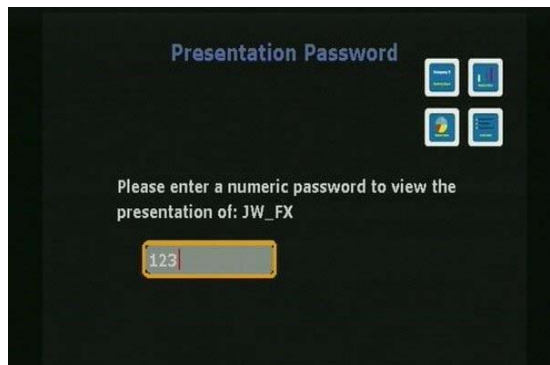 Presentation Password
Please enter a numeric password to view the
presentation of: JW_FX
123